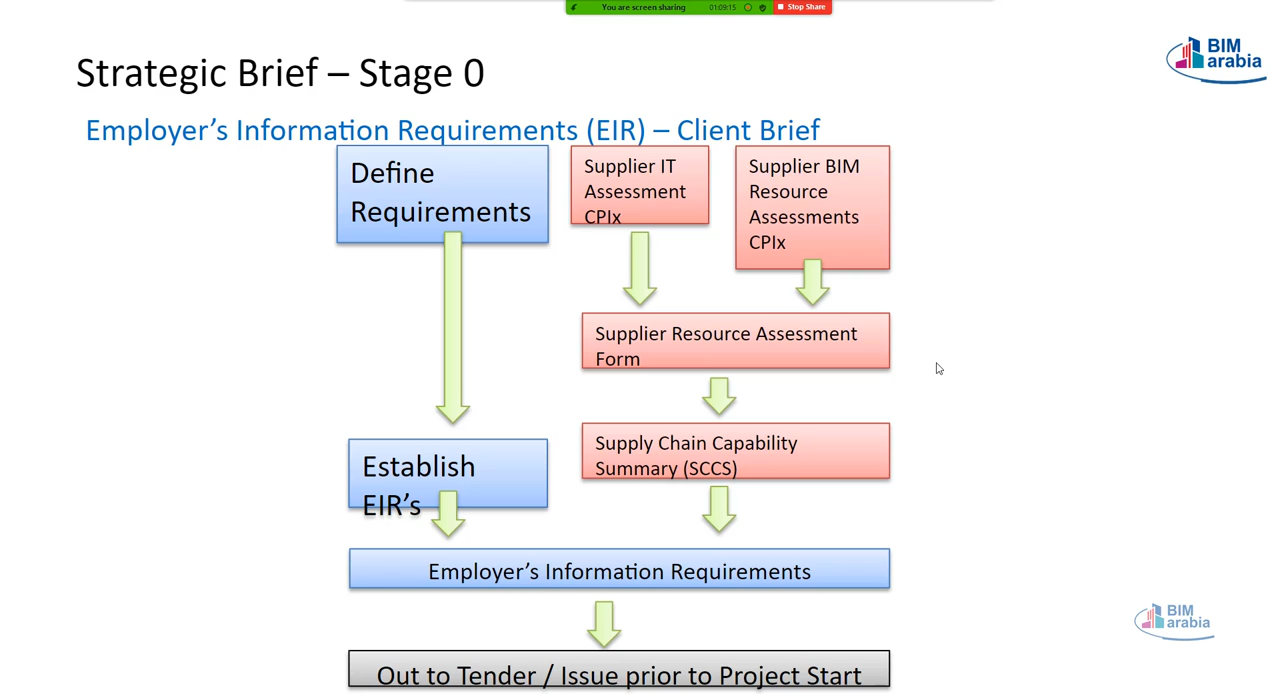 You are screen sharing 01:09:15 Stop Share
BIM
arabia
Strategic Brief – Stage 0
Employer’s Information Requirements (EIR) – Client Brief
Define
Requirements
Supplier IT
Assessment
CPIx
Supplier BIM
Resource
Assessments
CPIx
Supplier Resource Assessment
Form
Establish
EIR’s
Supply Chain Capability
Summary (SCCS)
Employer’s Information Requirements
BIM
arabia
Out to Tender / Issue prior to Project Start